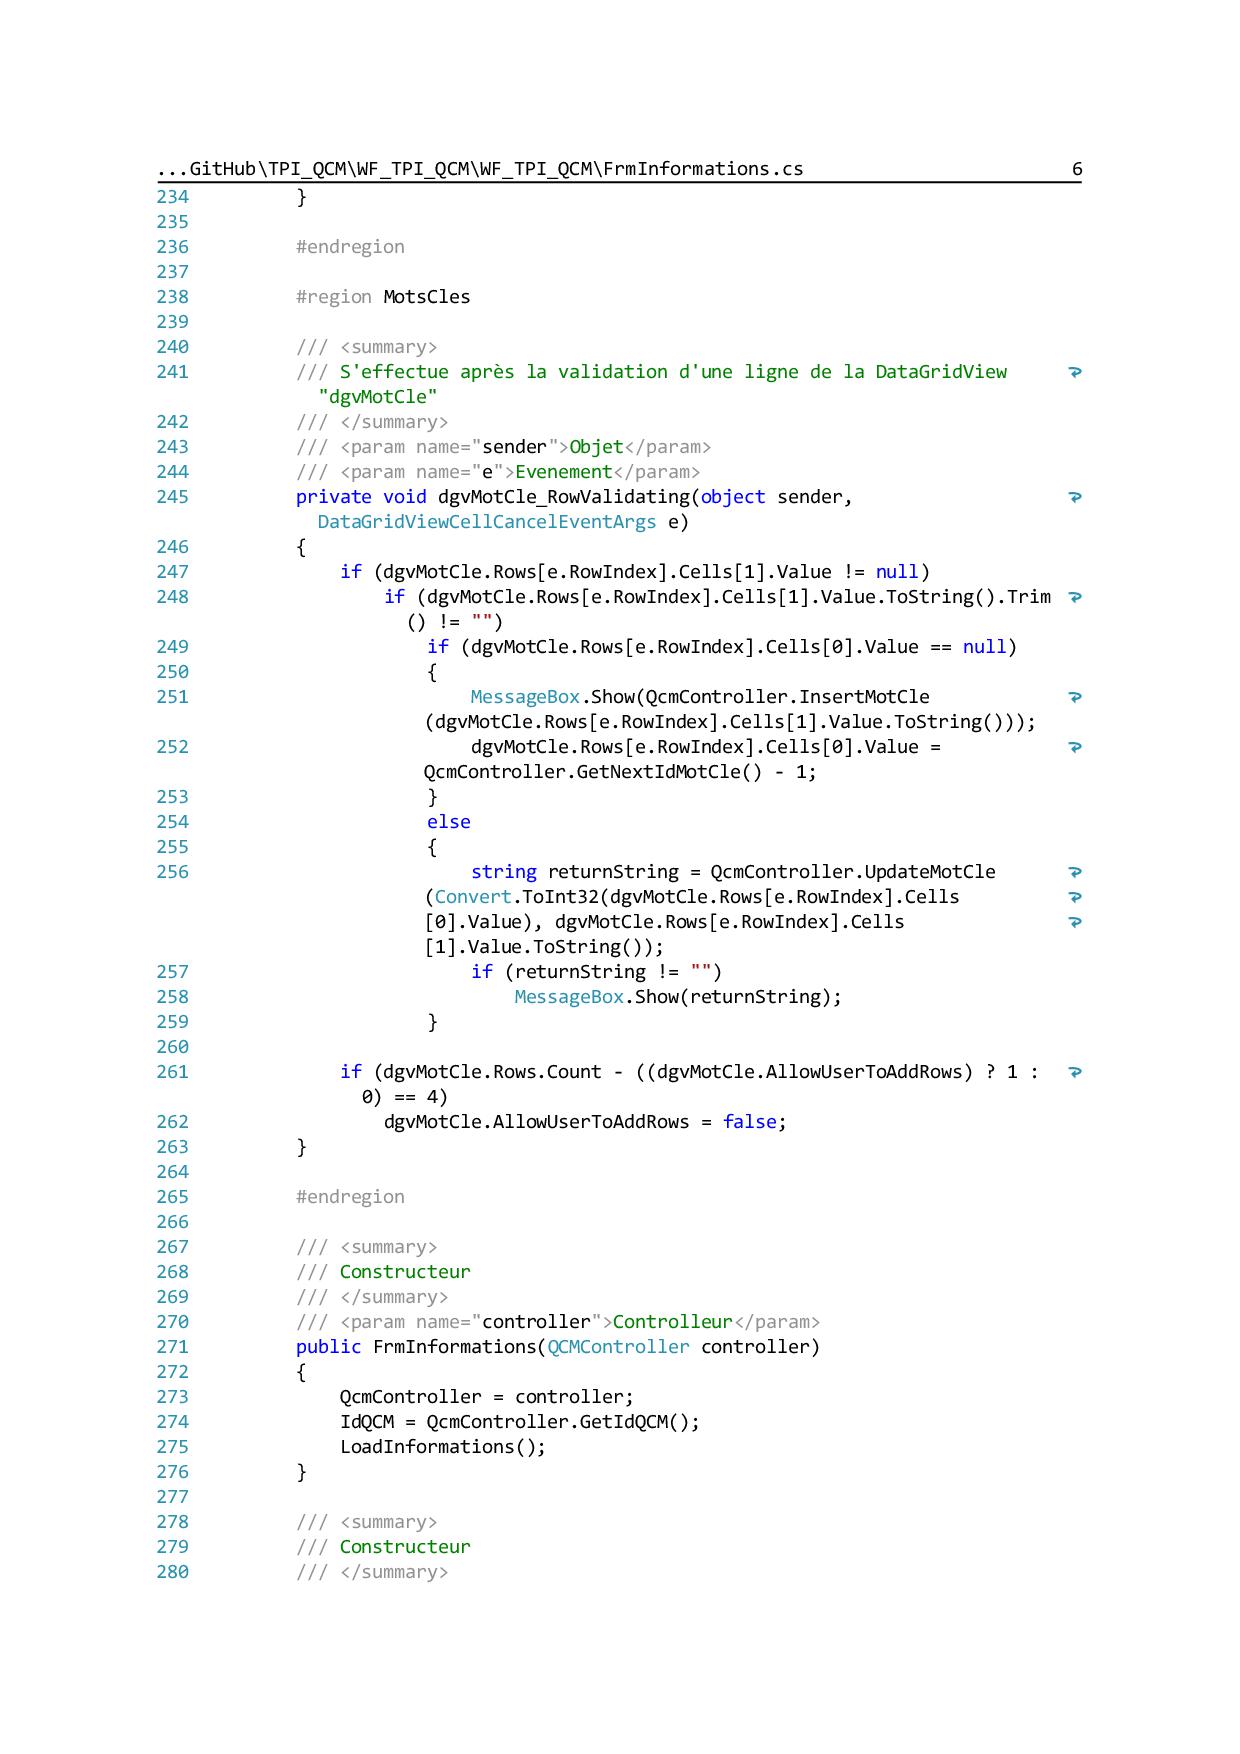 ...GitHub\TPI_QCM\WF_TPI_QCM\WF_TPI_QCM\FrmInformations.cs 6
234 }
235
236 #endregion
237
238 #region MotsCles
239
240 /// <summary>
241 /// S'effectue après la validation d'une ligne de la DataGridView
"dgvMotCle"
242 /// </summary>
243 /// <param name="sender">Objet</param>
244 /// <param name="e">Evenement</param>
245 private void dgvMotCle_RowValidating(object sender,
DataGridViewCellCancelEventArgs e)
246 {
247 if (dgvMotCle.Rows[e.RowIndex].Cells[1].Value != null)
248 if (dgvMotCle.Rows[e.RowIndex].Cells[1].Value.ToString().Trim
() != "")
249 if (dgvMotCle.Rows[e.RowIndex].Cells[0].Value == null)
250 {
251 MessageBox.Show(QcmController.InsertMotCle
(dgvMotCle.Rows[e.RowIndex].Cells[1].Value.ToString()));
252 dgvMotCle.Rows[e.RowIndex].Cells[0].Value =
QcmController.GetNextIdMotCle() - 1;
253 }
254 else
255 {
256 string returnString = QcmController.UpdateMotCle
(Convert.ToInt32(dgvMotCle.Rows[e.RowIndex].Cells
[0].Value), dgvMotCle.Rows[e.RowIndex].Cells
[1].Value.ToString());
257 if (returnString != "")
258 MessageBox.Show(returnString);
259 }
260
261 if (dgvMotCle.Rows.Count - ((dgvMotCle.AllowUserToAddRows) ? 1 :
0) == 4)
262 dgvMotCle.AllowUserToAddRows = false;
263 }
264
265 #endregion
266
267 /// <summary>
268 /// Constructeur
269 /// </summary>
270 /// <param name="controller">Controlleur</param>
271 public FrmInformations(QCMController controller)
272 {
273 QcmController = controller;
274 IdQCM = QcmController.GetIdQCM();
275 LoadInformations();
276 }
277
278 /// <summary>
279 /// Constructeur
280 /// </summary>